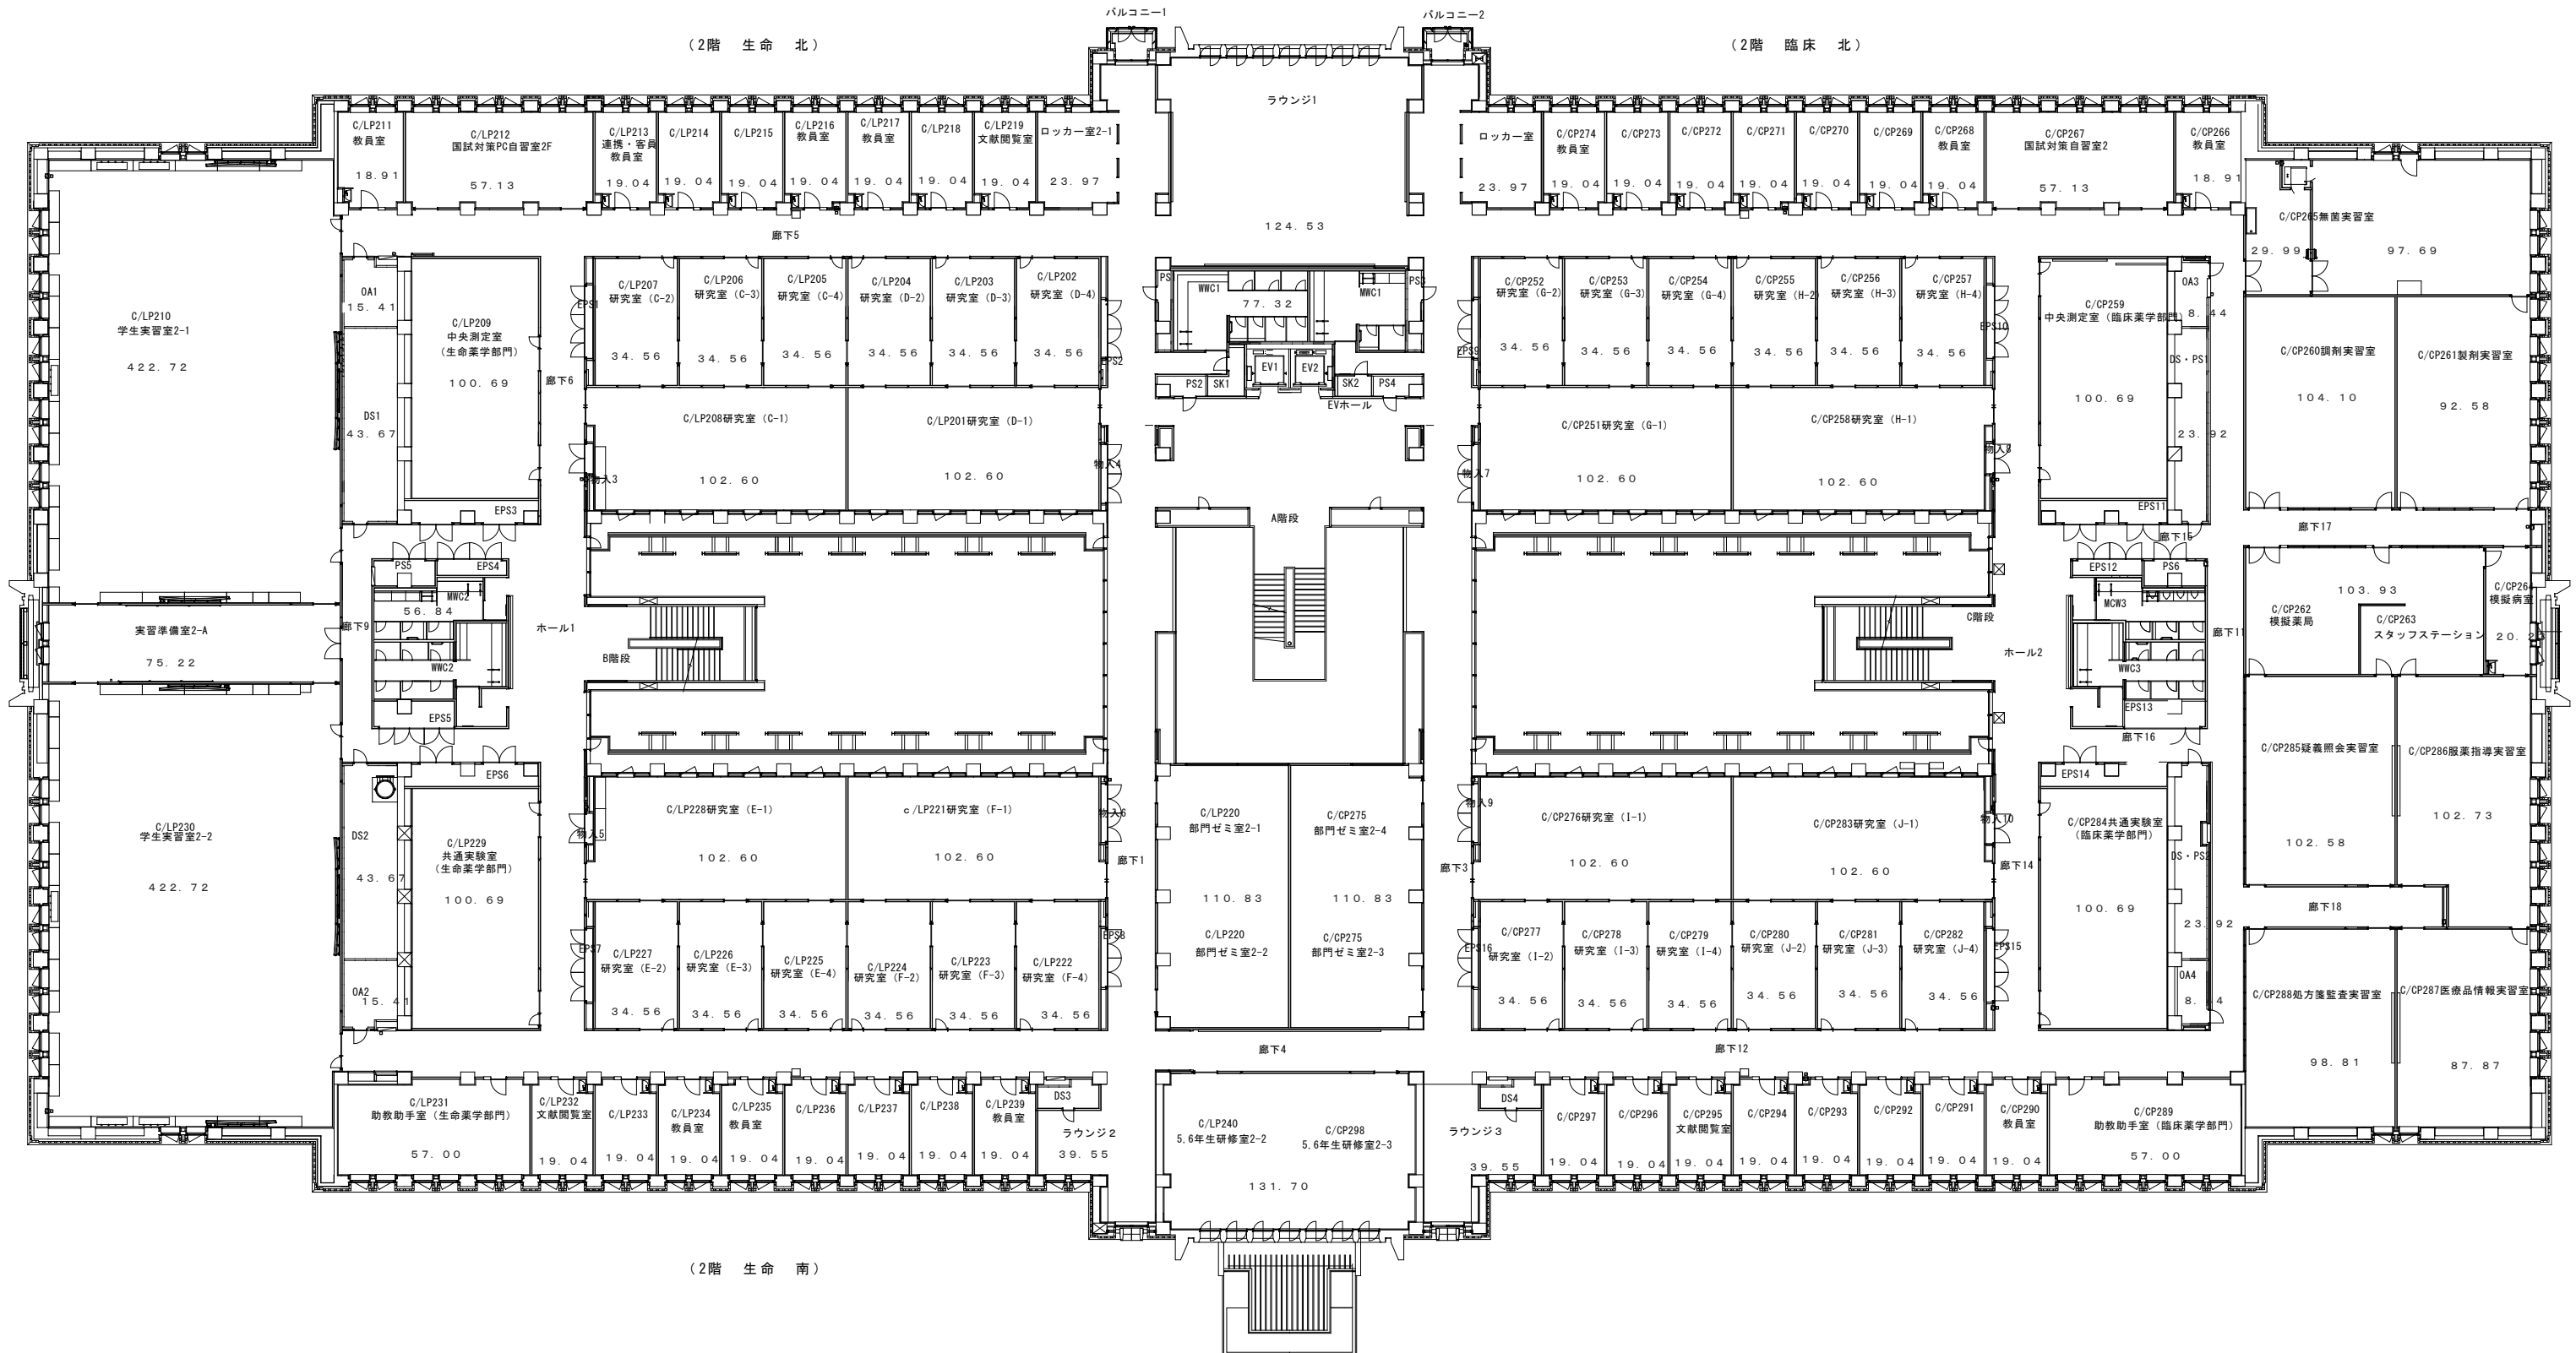 バルコニー1
バルコニー2
(2階 生命 北)
(2階 臨床 北)
ラウンジ1
124.53
C/LP211
教員室
18.91
C/LP212
国試対策PC自習室2F
57.13
C/LP213
連携・客員
教員室
19.04
C/LP214
19.04
C/LP215
19.04
C/LP216
教員室
19.04
C/LP217
教員室
19.04
C/LP218
19.04
C/LP219
文献閲覧室
19.04
ロッカー室2-1
23.97
ロッカー室
23.97
C/CP274
教員室
19.04
C/CP273
19.04
C/CP272
19.04
C/CP271
19.04
C/CP270
19.04
C/CP269
19.04
C/CP268
教員室
19.04
C/CP267
国試対策自習室2
57.13
C/CP266
教員室
18.91
C/CP265無菌実習室
29.99
97.69
廊下5
C/LP210
学生実習室2-1
422.72
OA1
15.41
DS1
43.67
C/LP209
中央測定室
(生命薬学部門)
100.69
EPS3
廊下6
EPS1
C/LP207
研究室(C-2)
34.56
C/LP206
研究室(C-3)
34.56
C/LP205
研究室(C-4)
34.56
C/LP204
研究室(D-2)
34.56
C/LP203
研究室(D-3)
34.56
C/LP202
研究室(D-4)
34.56
EPS2
C/LP208研究室(C-1)
102.60
C/LP201研究室(D-1)
102.60
物入3
物入4
PS
WWC1
77.32
MWC1
PS3
PS2
SK1
EV1
EV2
SK2
PS4
EVホール
A階段
EPS9
C/CP252
研究室(G-2)
34.56
C/CP253
研究室(G-3)
34.56
C/CP254
研究室(G-4)
34.56
C/CP255
研究室(H-2)
34.56
C/CP256
研究室(H-3)
34.56
C/CP257
研究室(H-4)
34.56
EPS10
C/CP251研究室(G-1)
102.60
C/CP258研究室(H-1)
102.60
物入7
物入8
C/CP259
中央測定室(臨床薬学部門)
100.69
EPS11
OA3
8.44
DS・PS1
23.92
C/CP260調剤実習室
104.10
C/CP261製剤実習室
92.58
廊下15
廊下17
PS5
EPS4
MWC2
56.84
WWC2
EPS5
廊下9
ホール1
B階段
実習準備室2-A
75.22
C階段
ホール2
EPS12
PS6
MCW3
WWC3
EPS13
廊下11
廊下16
C/CP262
模擬薬局
103.93
C/CP263
スタッフステーション
模擬病室
C/LP230
学生実習室2-2
422.72
EPS6
DS2
43.67
OA2
15.41
C/LP229
共通実験室
(生命薬学部門)
100.69
C/LP228研究室(E-1)
102.60
c/LP221研究室(F-1)
102.60
物入5
物入6
廊下1
EPS7
C/LP227
研究室(E-2)
34.56
C/LP226
研究室(E-3)
34.56
C/LP225
研究室(E-4)
34.56
C/LP224
研究室(F-2)
34.56
C/LP223
研究室(F-3)
34.56
C/LP222
研究室(F-4)
34.56
EPS8
C/LP220
部門ゼミ室2-1
110.83
C/LP220
部門ゼミ室2-2
C/CP275
部門ゼミ室2-4
110.83
C/CP275
部門ゼミ室2-3
廊下3
物入9
C/CP276研究室(I-1)
102.60
C/CP283研究室(J-1)
102.60
物入10
廊下14
EPS16
C/CP277
研究室(I-2)
34.56
C/CP278
研究室(I-3)
34.56
C/CP279
研究室(I-4)
34.56
C/CP280
研究室(J-2)
34.56
C/CP281
研究室(J-3)
34.56
C/CP282
研究室(J-4)
34.56
EPS15
EPS14
C/CP284共通実験室
(臨床薬学部門)
100.69
DS・PS2
23.92
OA4
C/CP285疑義照会実習室
102.58
C/CP286服薬指導実習室
102.73
廊下18
C/CP288処方箋監査実習室
98.81
C/CP287医療品情報実習室
87.87
廊下4
廊下12
C/LP231
助教助手室(生命薬学部門)
57.00
C/LP232
文献閲覧室
19.04
C/LP233
19.04
C/LP234
教員室
19.04
C/LP235
教員室
19.04
C/LP236
19.04
C/LP237
19.04
C/LP238
19.04
C/LP239
教員室
19.04
DS3
ラウンジ2
39.55
C/LP240
5.6年生研修室2-2
C/CP298
5.6年生研修室2-3
131.70
DS4
ラウンジ3
39.55
C/CP297
19.04
C/CP296
19.04
C/CP295
文献閲覧室
19.04
C/CP294
19.04
C/CP293
19.04
C/CP292
19.04
C/CP291
19.04
C/CP290
教員室
19.04
C/CP289
助教助手室(臨床薬学部門)
57.00
(2階 生命 南)